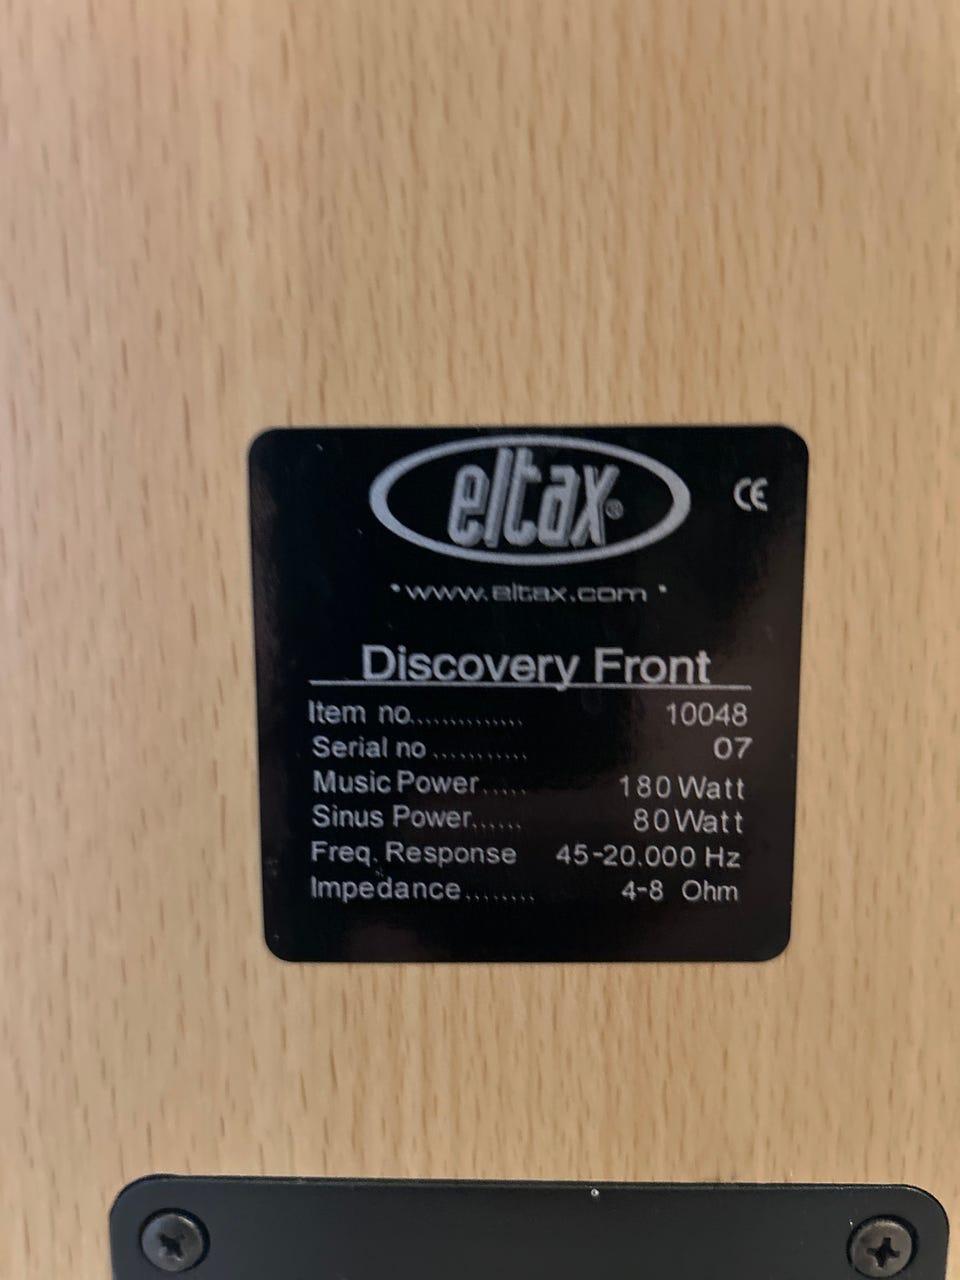 eltax®
CE
• www.eltax.com •
Discovery Front
Item no.............. 10048
Serial no ........... 07
Music Power..... 180 Watt
Sinus Power...... 80 Watt
Freq. Response 45-20.000 Hz
Impedance........ 4-8 Ohm